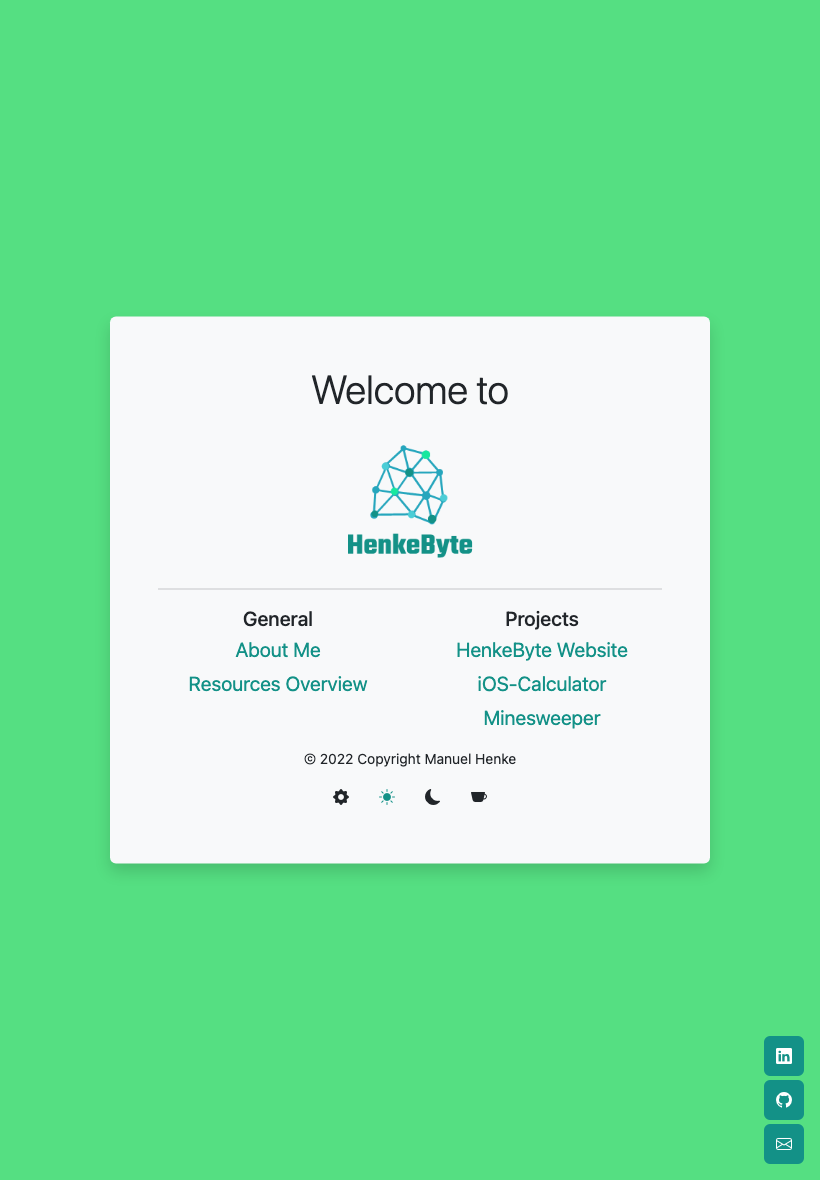 Welcome to
HenkeByte
General
About Me
Resources Overview
Projects
HenkeByte Website
iOS-Calculator
Minesweeper
© 2022 Copyright Manuel Henke